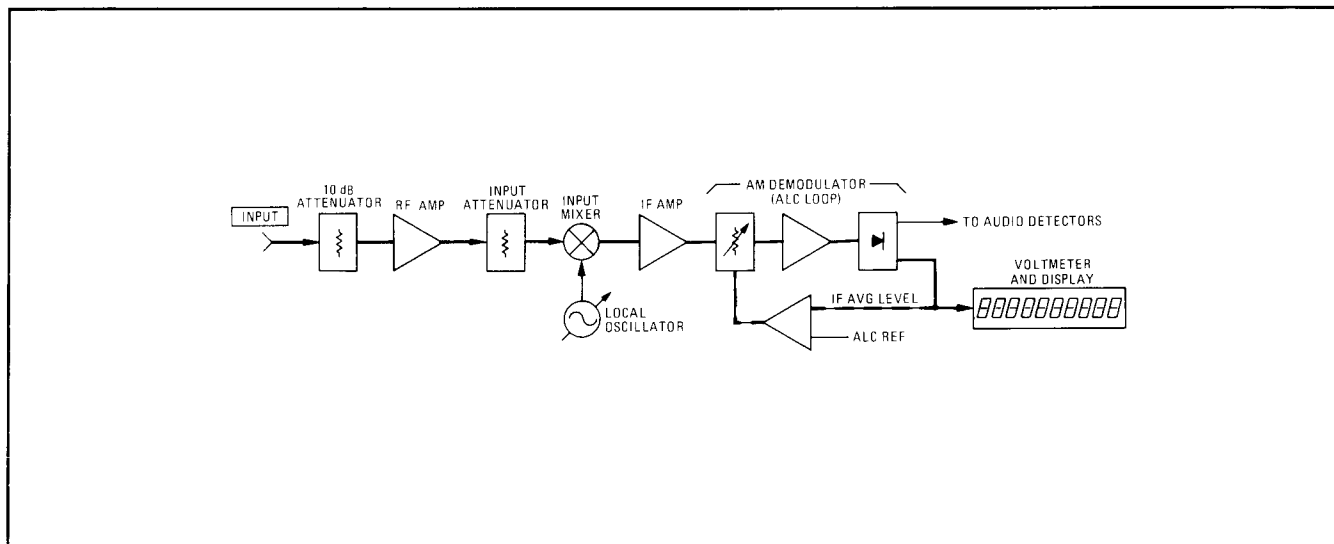 INPUT
10 dB
ATTENUATOR
RF AMP
INPUT
ATTENUATOR
INPUT
MIXER
LOCAL
OSCILLATOR
IF AMP
AM DEMODULATOR
(ALC LOOP)
TO AUDIO DETECTORS
VOLTMETER
AND DISPLAY
IF AVG LEVEL
ALC REF